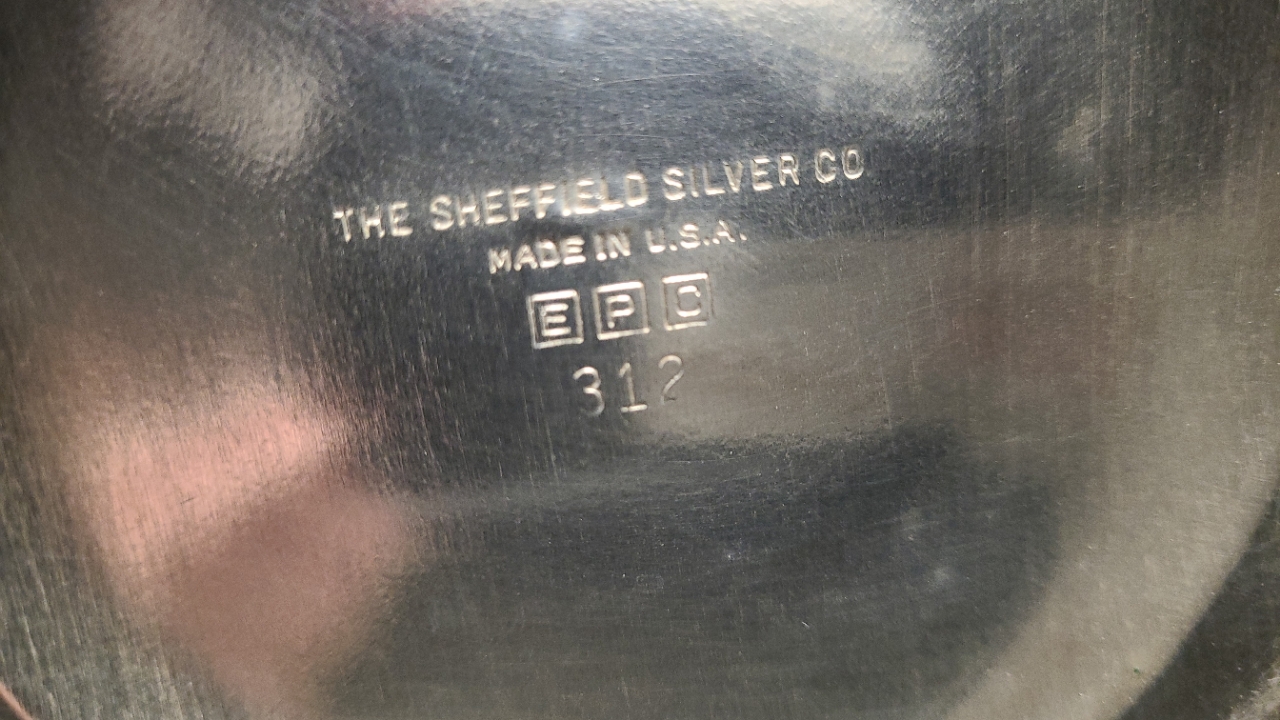 THE SHEFFIELD SILVER CO
MADE IN U.S.A.
E P C
312